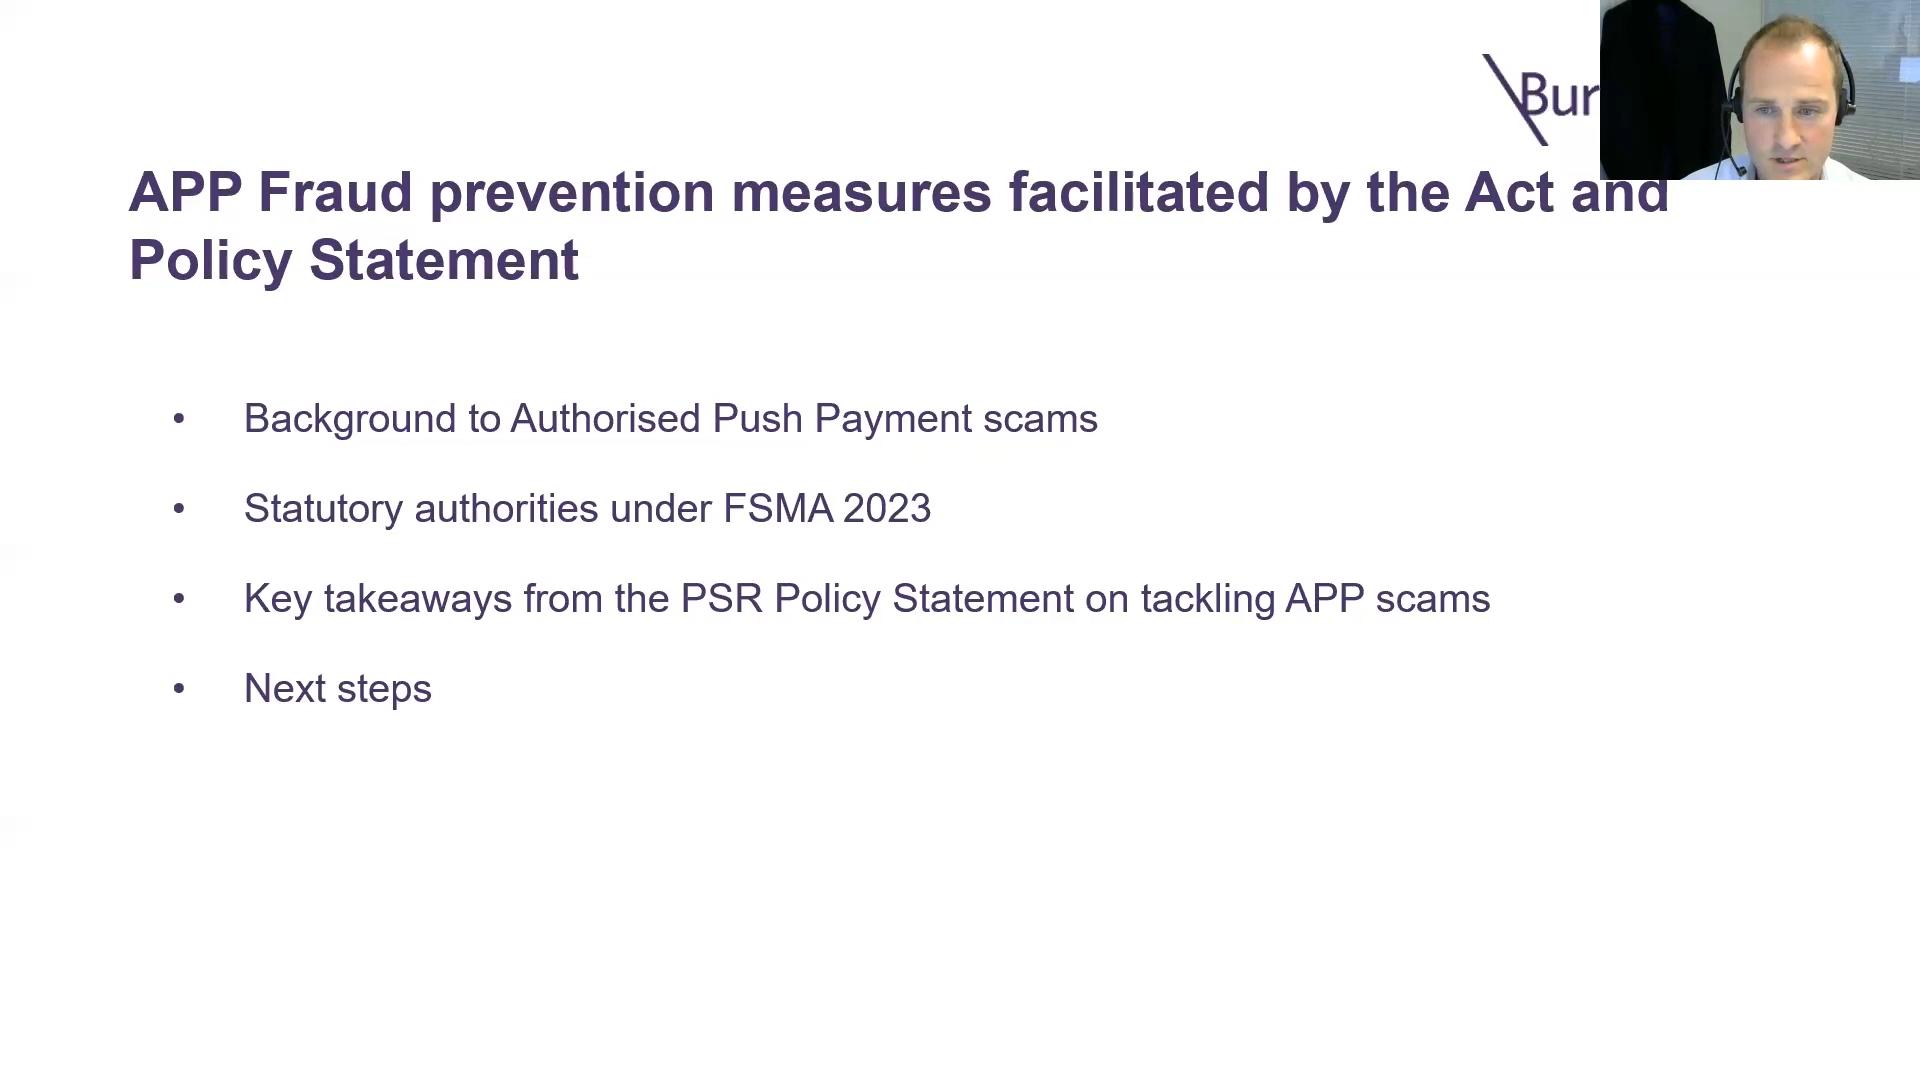 APP Fraud prevention measures facilitated by the Act and
Policy Statement
• Background to Authorised Push Payment scams
• Statutory authorities under FSMA 2023
• Key takeaways from the PSR Policy Statement on tackling APP scams
• Next steps